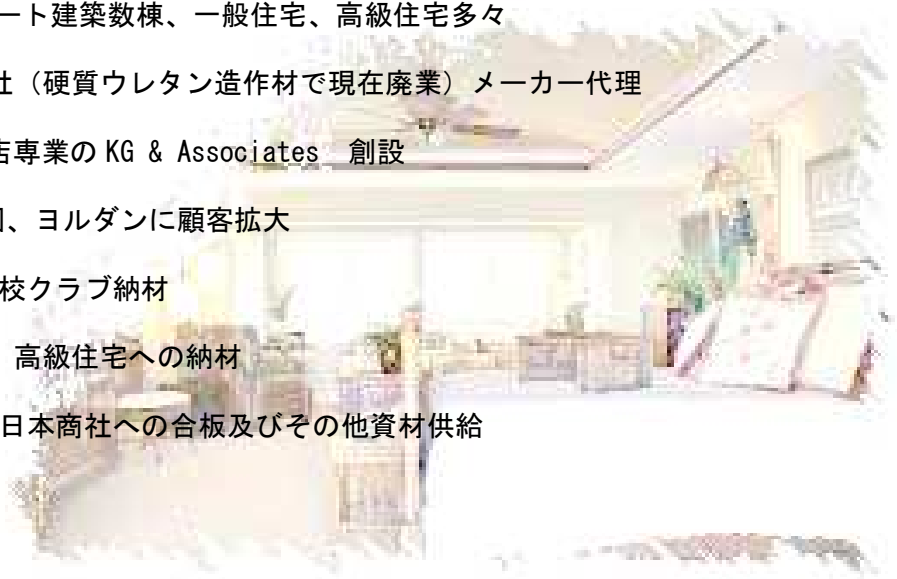 ート建築数棟、一般住宅、高級住宅多々
社（硬質ウレタン造作材で現在廃業）メーカー代理
店専業の KG & Associates 創設
、ヨルダンに顧客拡大
校クラブ納材
高級住宅への納材
日本商社への合板及びその他資材供給